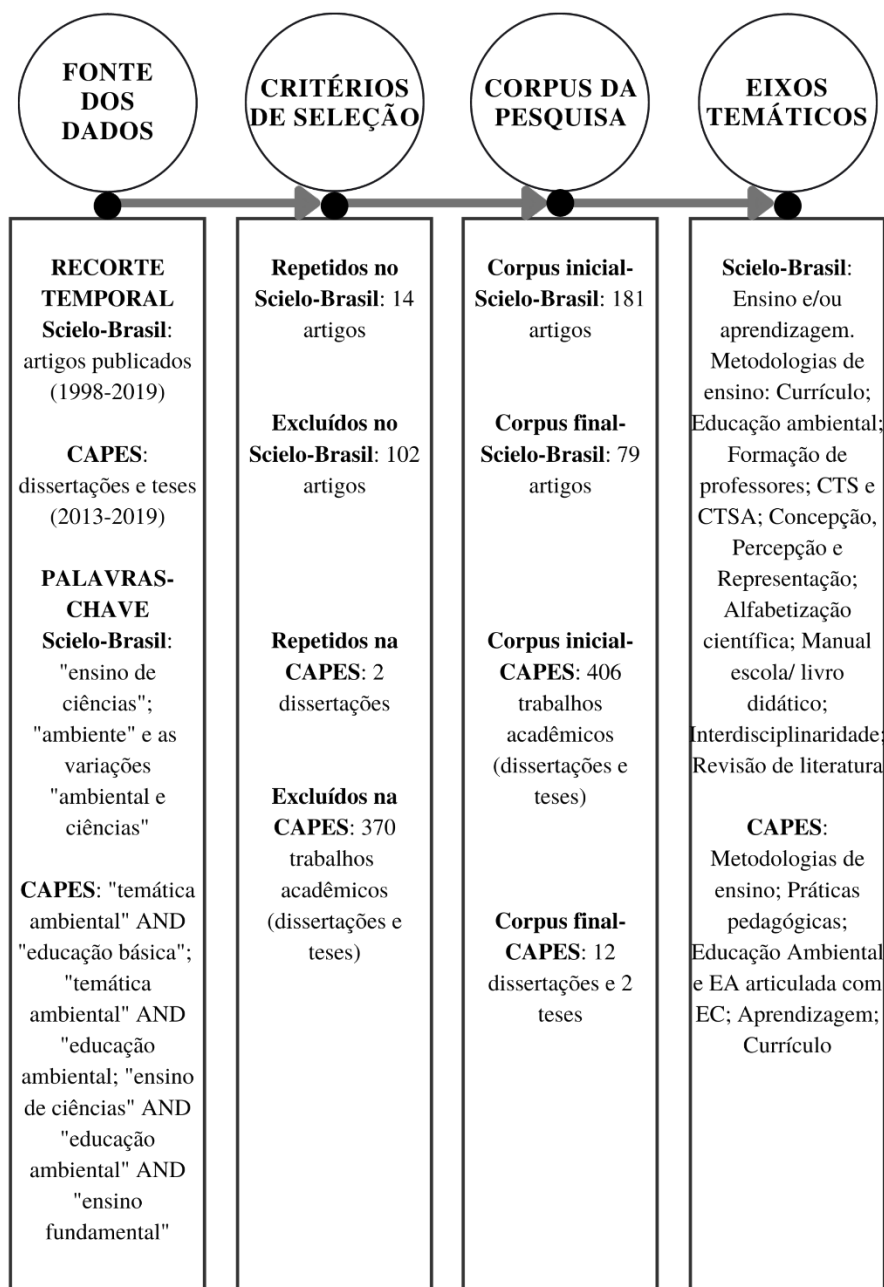 FONTE
DOS
DADOS
CRITÉRIOS
DE SELEÇÃO
CORPUS DA
PESQUISA
EIXOS
TEMÁTICOS
RECORTE
TEMPORAL
Scielo-Brasil:
artigos publicados
(1998-2019)
CAPES:
dissertações e teses
(2013-2019)
PALAVRAS-
CHAVE
Scielo-Brasil:
"ensino de
ciências";
"ambiente" e as
variações
"ambiental e
ciências"
CAPES: "temática
ambiental" AND
"educação básica";
"temática
ambiental" AND
"educação
ambiental; "ensino
de ciências" AND
"educação
ambiental" AND
"ensino
fundamental"
Repetidos no
Scielo-Brasil: 14
artigos
Excluídos no
Scielo-Brasil: 102
artigos
Repetidos na
CAPES: 2
dissertações
Excluídos na
CAPES: 370
trabalhos
acadêmicos
(dissertações e
teses)
Corpus inicial-
Scielo-Brasil: 181
artigos
Corpus final-
Scielo-Brasil: 79
artigos
Corpus inicial-
CAPES: 406
trabalhos
acadêmicos
(dissertações e
teses)
Corpus final-
CAPES: 12
dissertações e 2
teses
Scielo-Brasil:
Ensino e/ou
aprendizagem.
Metodologias de
ensino: Currículo;
Educação ambiental;
Formação de
professores; CTS e
CTSA; Concepção,
Percepção e
Representação;
Alfabetização
científica; Manual
escola/ livro
didático;
Interdisciplinaridade;
Revisão de literatura
CAPES:
Metodologias de
ensino; Práticas
pedagógicas;
Educação Ambiental
e EA articulada com
EC; Aprendizagem;
Currículo